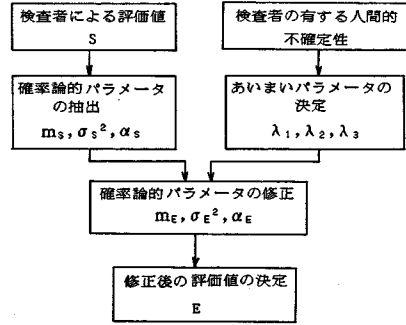 検査者による評価値
S
検査者の有する人間的
不確定性
確率論的パラメータ
の抽出
mS, σS², αS
あいまいパラメータの
決定
λ1, λ2, λ3
確率論的パラメータの修正
mE, σE², αE
修正後の評価値の決定
E